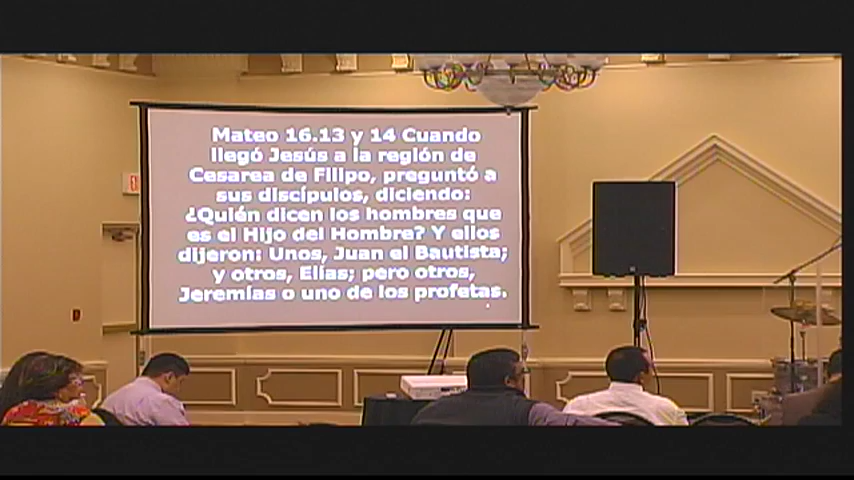 Mateo 16.13 y 14 Cuando
llegó Jesús a la región de
Cesarea de Filipo, preguntó a
sus discípulos, diciendo:
¿Quién dicen los hombres que
es el Hijo del Hombre? Y ellos
dijeron: Unos, Juan el Bautista;
y otros, Elías; pero otros,
Jeremías o uno de los profetas.